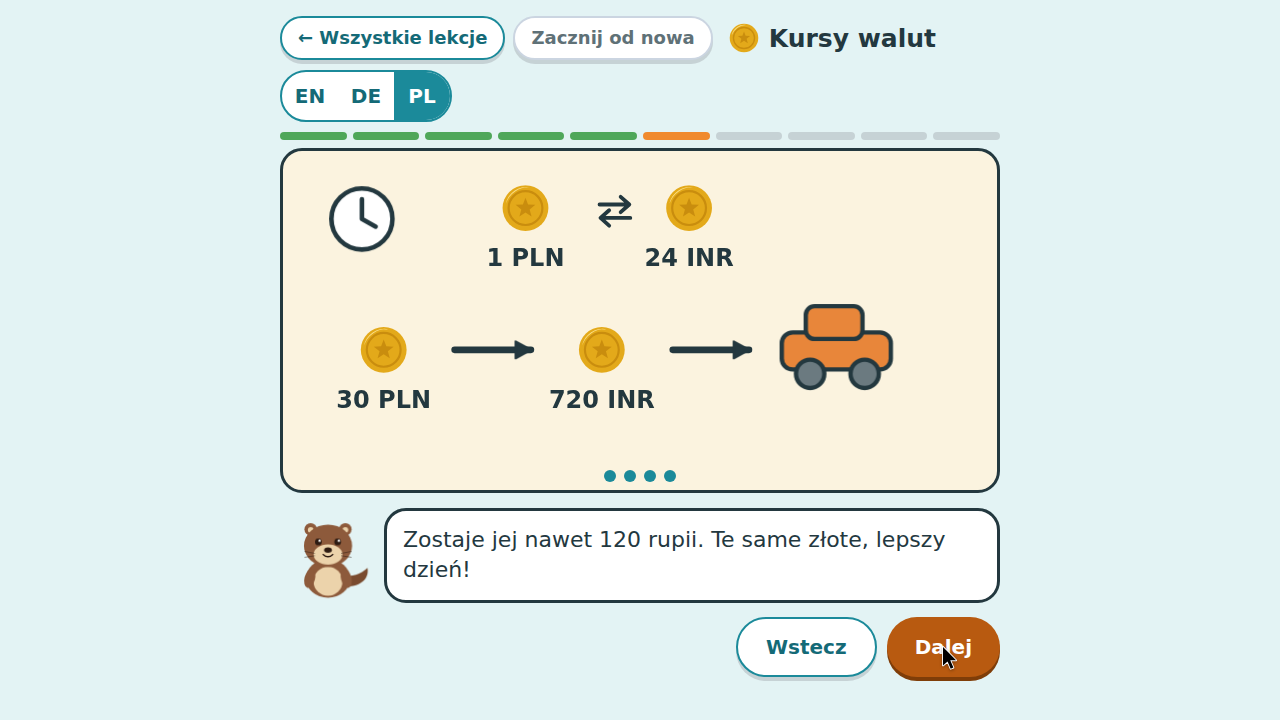 ← Wszystkie lekcje
Zacznij od nowa
Kursy walut
EN DE PL
1 PLN
24 INR
30 PLN
720 INR
Zostaje jej nawet 120 rupii. Te same złote, lepszy
dzień!
Wstecz
Dalej